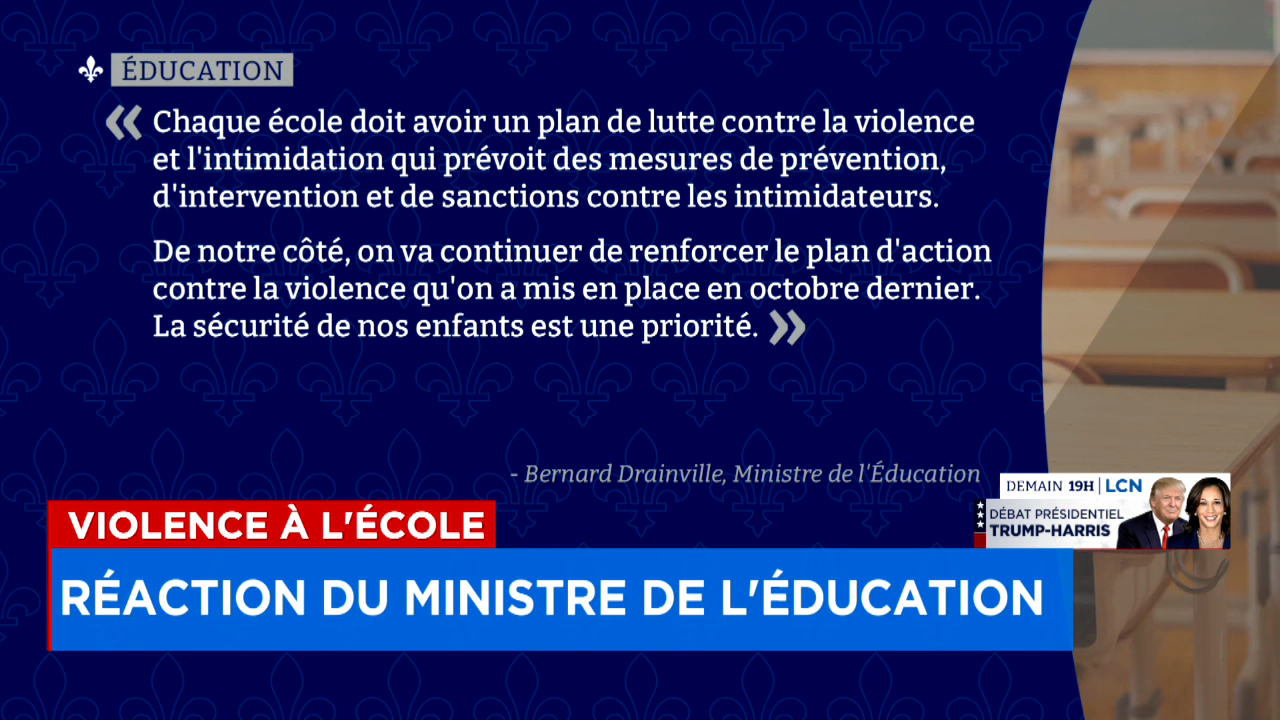 ÉDUCATION
« Chaque école doit avoir un plan de lutte contre la violence
et l'intimidation qui prévoit des mesures de prévention,
d'intervention et de sanctions contre les intimidateurs.
De notre côté, on va continuer de renforcer le plan d'action
contre la violence qu'on a mis en place en octobre dernier.
La sécurité de nos enfants est une priorité. »
- Bernard Drainville, Ministre de l'Éducation
DEMAIN 19H | LCN
DÉBAT PRÉSIDENTIEL
TRUMP-HARRIS
VIOLENCE À L'ÉCOLE
RÉACTION DU MINISTRE DE L'ÉDUCATION